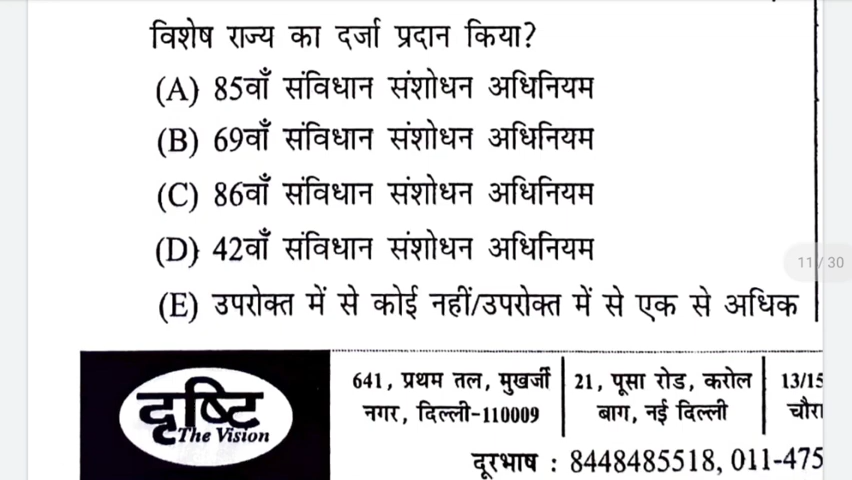 विशेष राज्य का दर्जा प्रदान किया?
(A) 85वाँ संविधान संशोधन अधिनियम
(B) 69वाँ संविधान संशोधन अधिनियम
(C) 86वाँ संविधान संशोधन अधिनियम
(D) 42वाँ संविधान संशोधन अधिनियम
(E) उपरोक्त में से कोई नहीं/उपरोक्त में से एक से अधिक
11/30
दृष्टि
The Vision
641, प्रथम तल, मुखर्जी
नगर, दिल्ली-110009
21, पूसा रोड, करोल
बाग, नई दिल्ली
13/15
चौरा
दूरभाष : 8448485518, 011-475